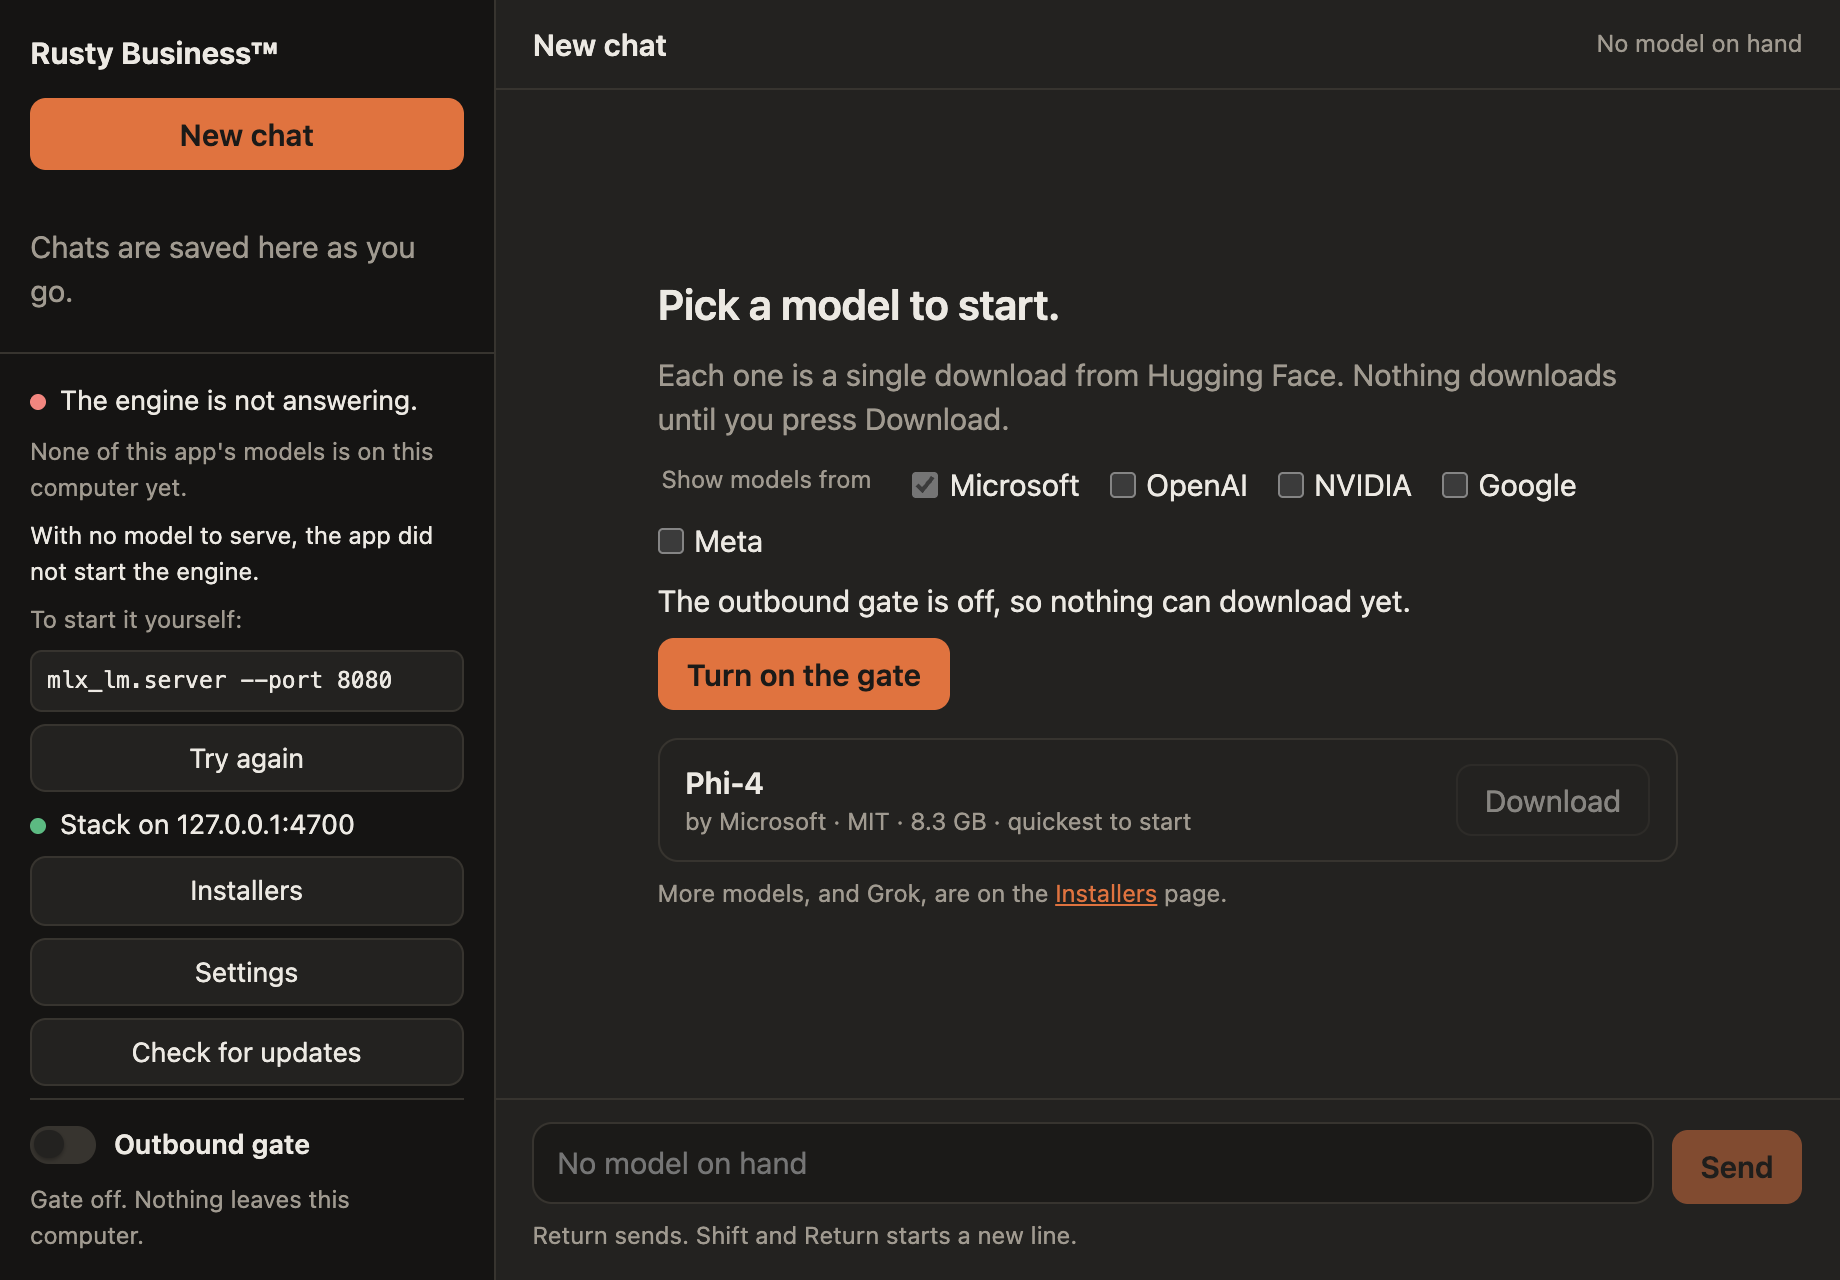 Rusty Business™
New chat
Chats are saved here as you
go.
The engine is not answering.
None of this app's models is on this
computer yet.
With no model to serve, the app did
not start the engine.
To start it yourself:
mlx_lm.server --port 8080
Try again
Stack on 127.0.0.1:4700
Installers
Settings
Check for updates
Outbound gate
Gate off. Nothing leaves this
computer.
New chat
No model on hand
Pick a model to start.
Each one is a single download from Hugging Face. Nothing downloads
until you press Download.
Show models from Microsoft OpenAI NVIDIA Google
Meta
The outbound gate is off, so nothing can download yet.
Turn on the gate
Phi-4
by Microsoft · MIT · 8.3 GB · quickest to start
Download
More models, and Grok, are on the Installers page.
No model on hand
Send
Return sends. Shift and Return starts a new line.